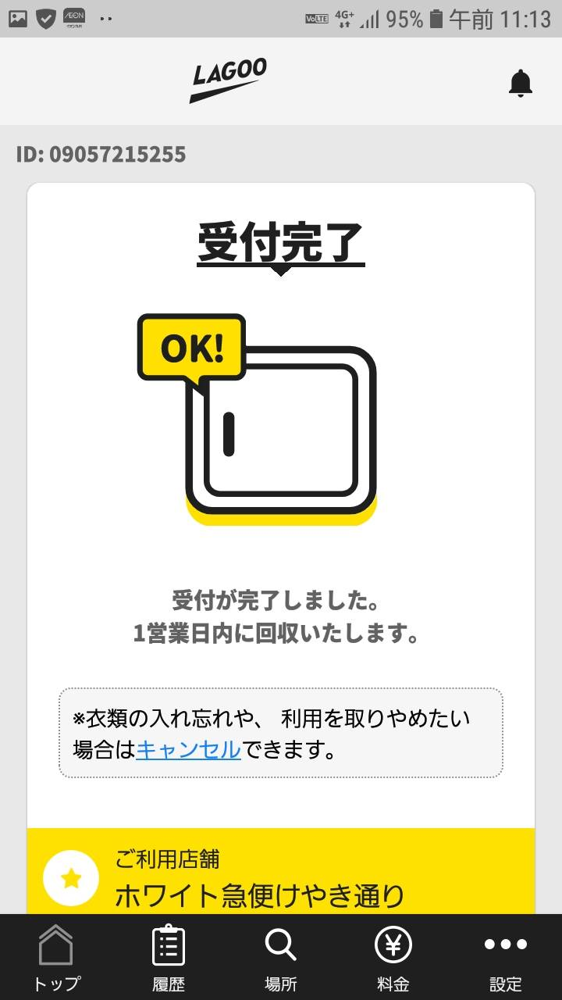 VoLTE 4G+ 95% 午前 11:13
LAGOO
ID: 09057215255
受付完了
OK!
受付が完了しました。
1営業日内に回収いたします。
※衣類の入れ忘れや、 利用を取りやめたい
場合はキャンセルできます。
ご利用店舗
ホワイト急便けやき通り
トップ 履歴 場所 料金 設定